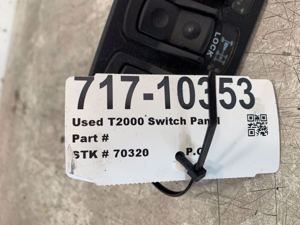 LOCK
717-10353
Used T2000 Switch Panel
Part #
STK # 70320 P.O